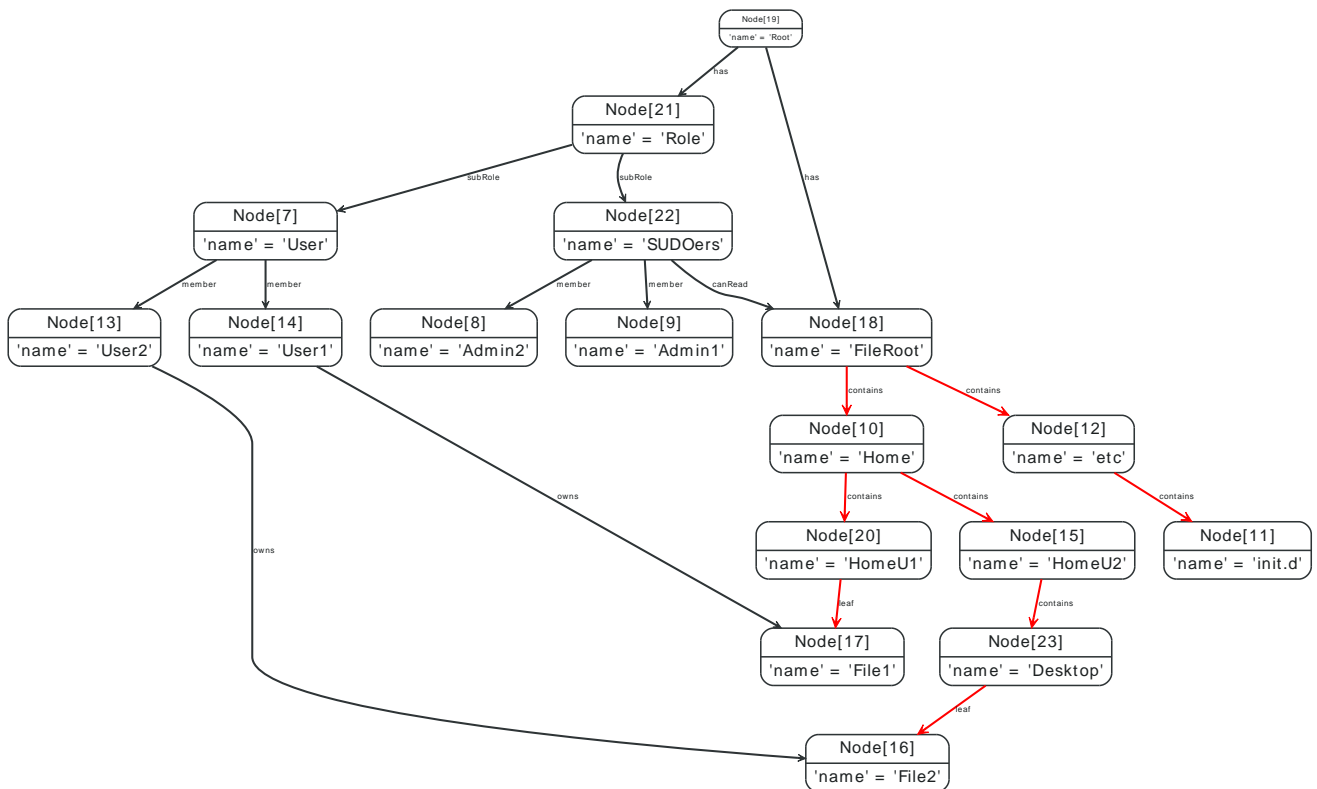 Node[19]
'name' = 'Root'
has
Node[21]
'name' = 'Role'
subRole
subRole
has
Node[7]
'name' = 'User'
Node[22]
'name' = 'SUDOers'
member
member
member
member
canRead
Node[13]
'name' = 'User2'
Node[14]
'name' = 'User1'
Node[8]
'name' = 'Admin2'
Node[9]
'name' = 'Admin1'
Node[18]
'name' = 'FileRoot'
contains
contains
Node[10]
'name' = 'Home'
Node[12]
'name' = 'etc'
owns
contains
contains
contains
Node[20]
'name' = 'HomeU1'
Node[15]
'name' = 'HomeU2'
Node[11]
'name' = 'init.d'
owns
leaf
contains
Node[17]
'name' = 'File1'
Node[23]
'name' = 'Desktop'
leaf
Node[16]
'name' = 'File2'